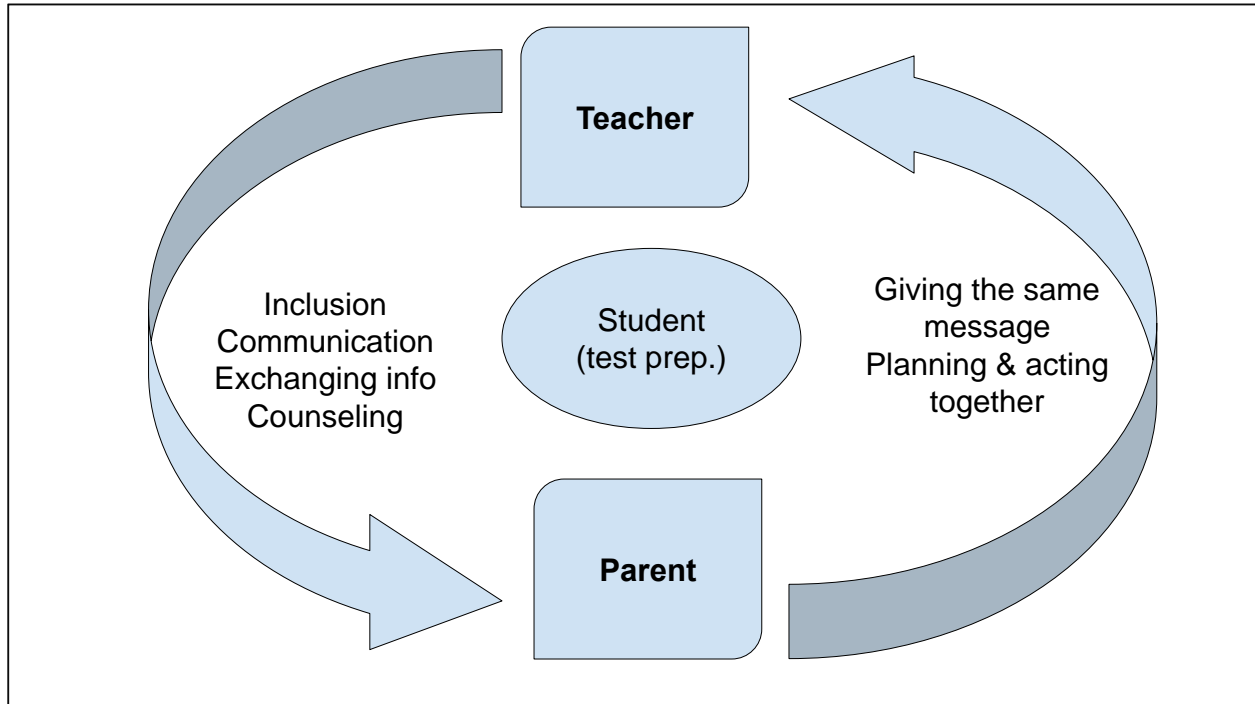 Teacher
Inclusion
Communication
Exchanging info
Counseling
Student
(test prep.)
Giving the same
message
Planning & acting
together
Parent